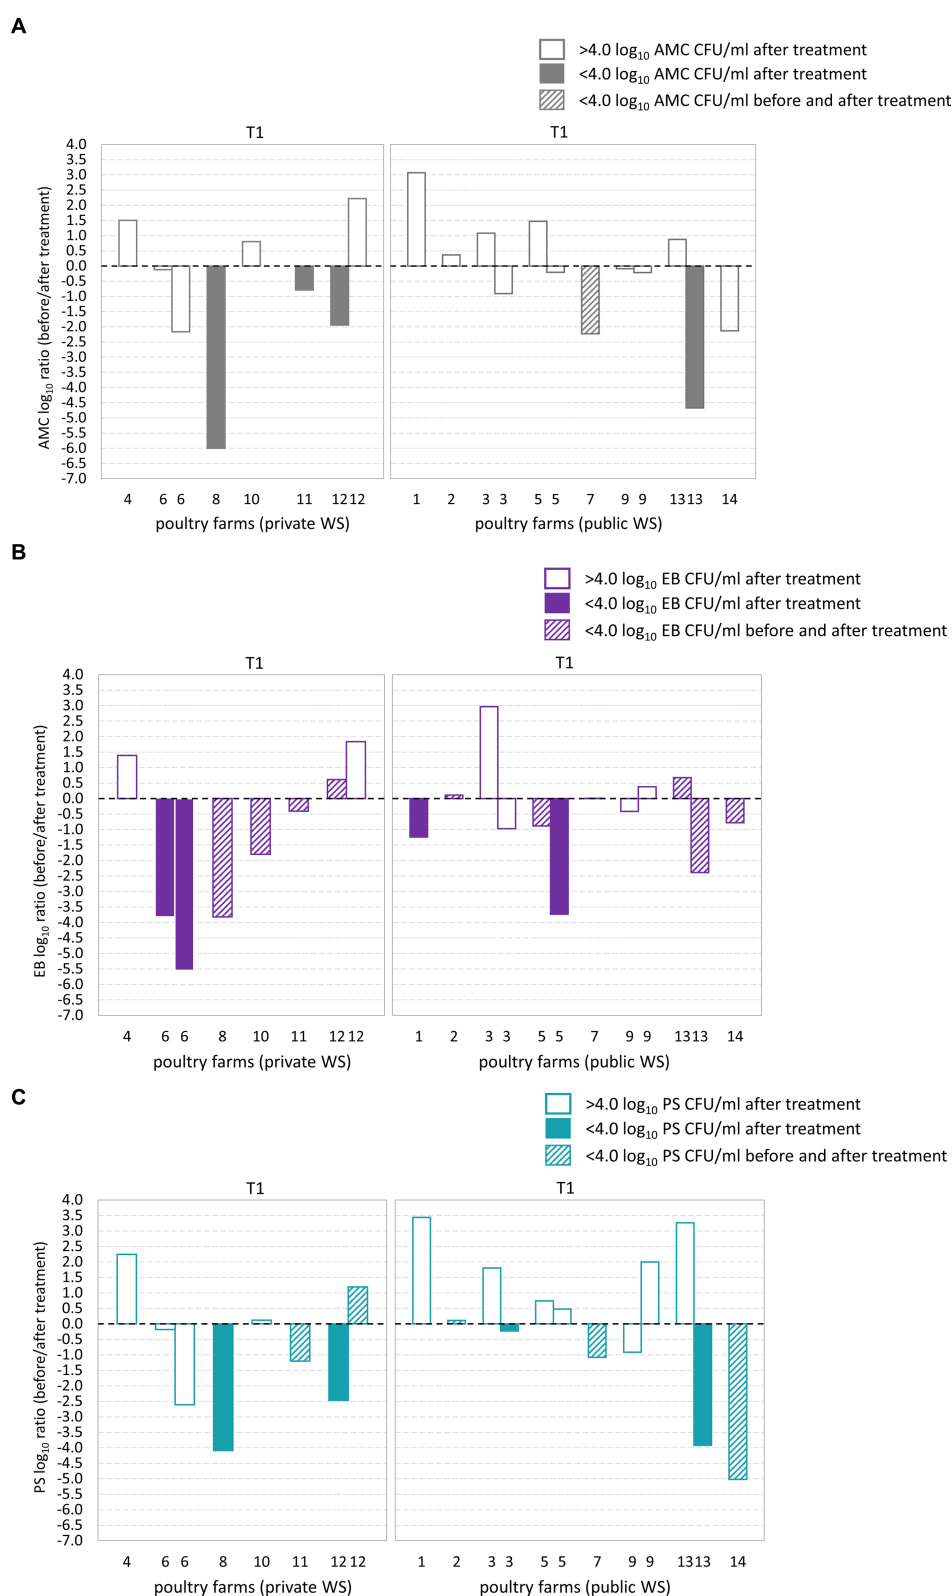 A
>4.0 log10 AMC CFU/ml after treatment
<4.0 log10 AMC CFU/ml after treatment
<4.0 log10 AMC CFU/ml before and after treatment
T1 T1
AMC log10 ratio (before/after treatment)
4.0
3.5
3.0
2.5
2.0
1.5
1.0
0.5
0.0
-0.5
-1.0
-1.5
-2.0
-2.5
-3.0
-3.5
-4.0
-4.5
-5.0
-5.5
-6.0
-6.5
-7.0
4 6 6 8 10 11 12 12 1 2 3 3 5 5 7 9 9 13 13 14
poultry farms (private WS) poultry farms (public WS)
B
>4.0 log10 EB CFU/ml after treatment
<4.0 log10 EB CFU/ml after treatment
<4.0 log10 EB CFU/ml before and after treatment
T1 T1
EB log10 ratio (before/after treatment)
4.0
3.5
3.0
2.5
2.0
1.5
1.0
0.5
0.0
-0.5
-1.0
-1.5
-2.0
-2.5
-3.0
-3.5
-4.0
-4.5
-5.0
-5.5
-6.0
-6.5
-7.0
4 6 6 8 10 11 12 12 1 2 3 3 5 5 7 9 9 13 13 14
poultry farms (private WS) poultry farms (public WS)
C
>4.0 log10 PS CFU/ml after treatment
<4.0 log10 PS CFU/ml after treatment
<4.0 log10 PS CFU/ml before and after treatment
T1 T1
PS log10 ratio (before/after treatment)
4.0
3.5
3.0
2.5
2.0
1.5
1.0
0.5
0.0
-0.5
-1.0
-1.5
-2.0
-2.5
-3.0
-3.5
-4.0
-4.5
-5.0
-5.5
-6.0
-6.5
-7.0
4 6 6 8 10 11 12 12 1 2 3 3 5 5 7 9 9 13 13 14
poultry farms (private WS) poultry farms (public WS)